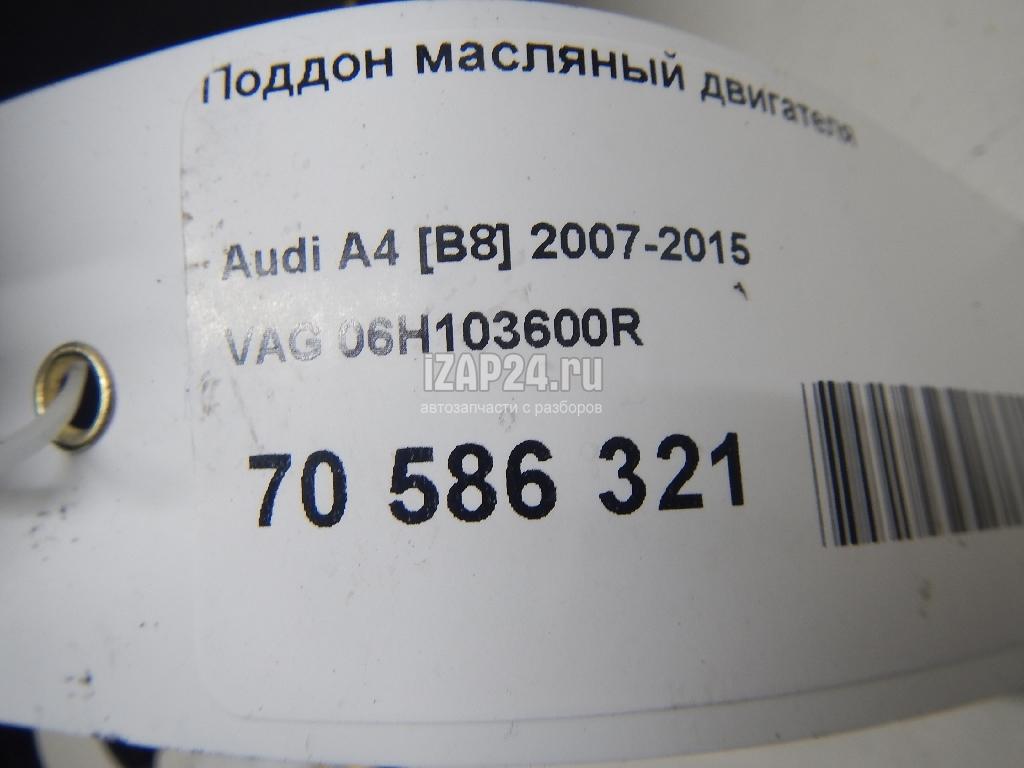 Поддон масляный двигателя
Audi A4 [B8] 2007-2015
VAG 06H103600R
iZAP24.ru
автозапчасти с разборов
70 586 321